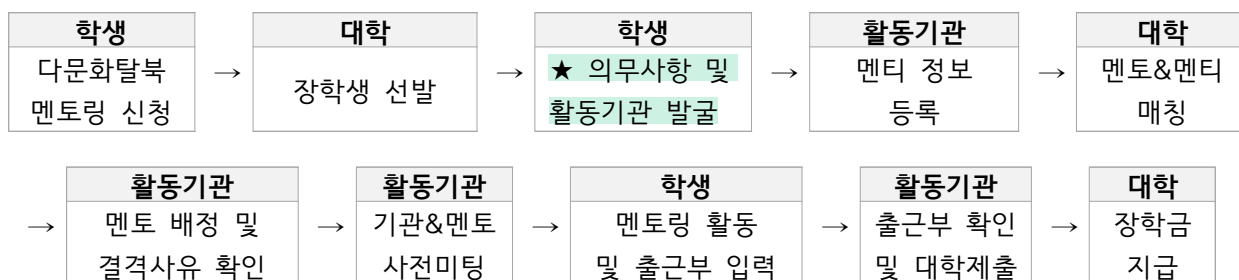 학생 대학 학생 활동기관 대학
다문화탈북 → 장학생 선발 → ★ 의무사항 및 → 멘티 정보 → 멘토&멘티
멘토링 신청 활동기관 발굴 등록 매칭
활동기관 활동기관 학생 활동기관 대학
→ 멘토 배정 및 → 기관&멘토 → 멘토링 활동 → 출근부 확인 → 장학금
결격사유 확인 사전미팅 및 출근부 입력 및 대학제출 지급